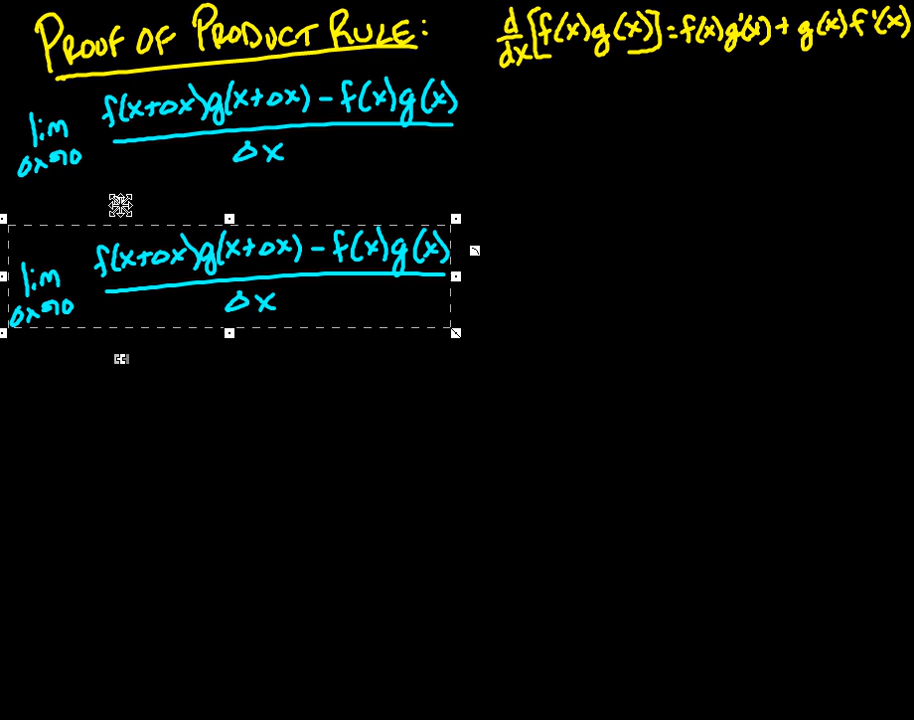 PROOF OF PRODUCT RULE:
d/dx [f(x)g(x)] = f(x)g'(x) + g(x)f'(x)
lim Δx→0 f(x+Δx)g(x+Δx) - f(x)g(x) / Δx
lim Δx→0 f(x+Δx)g(x+Δx) - f(x)g(x) / Δx